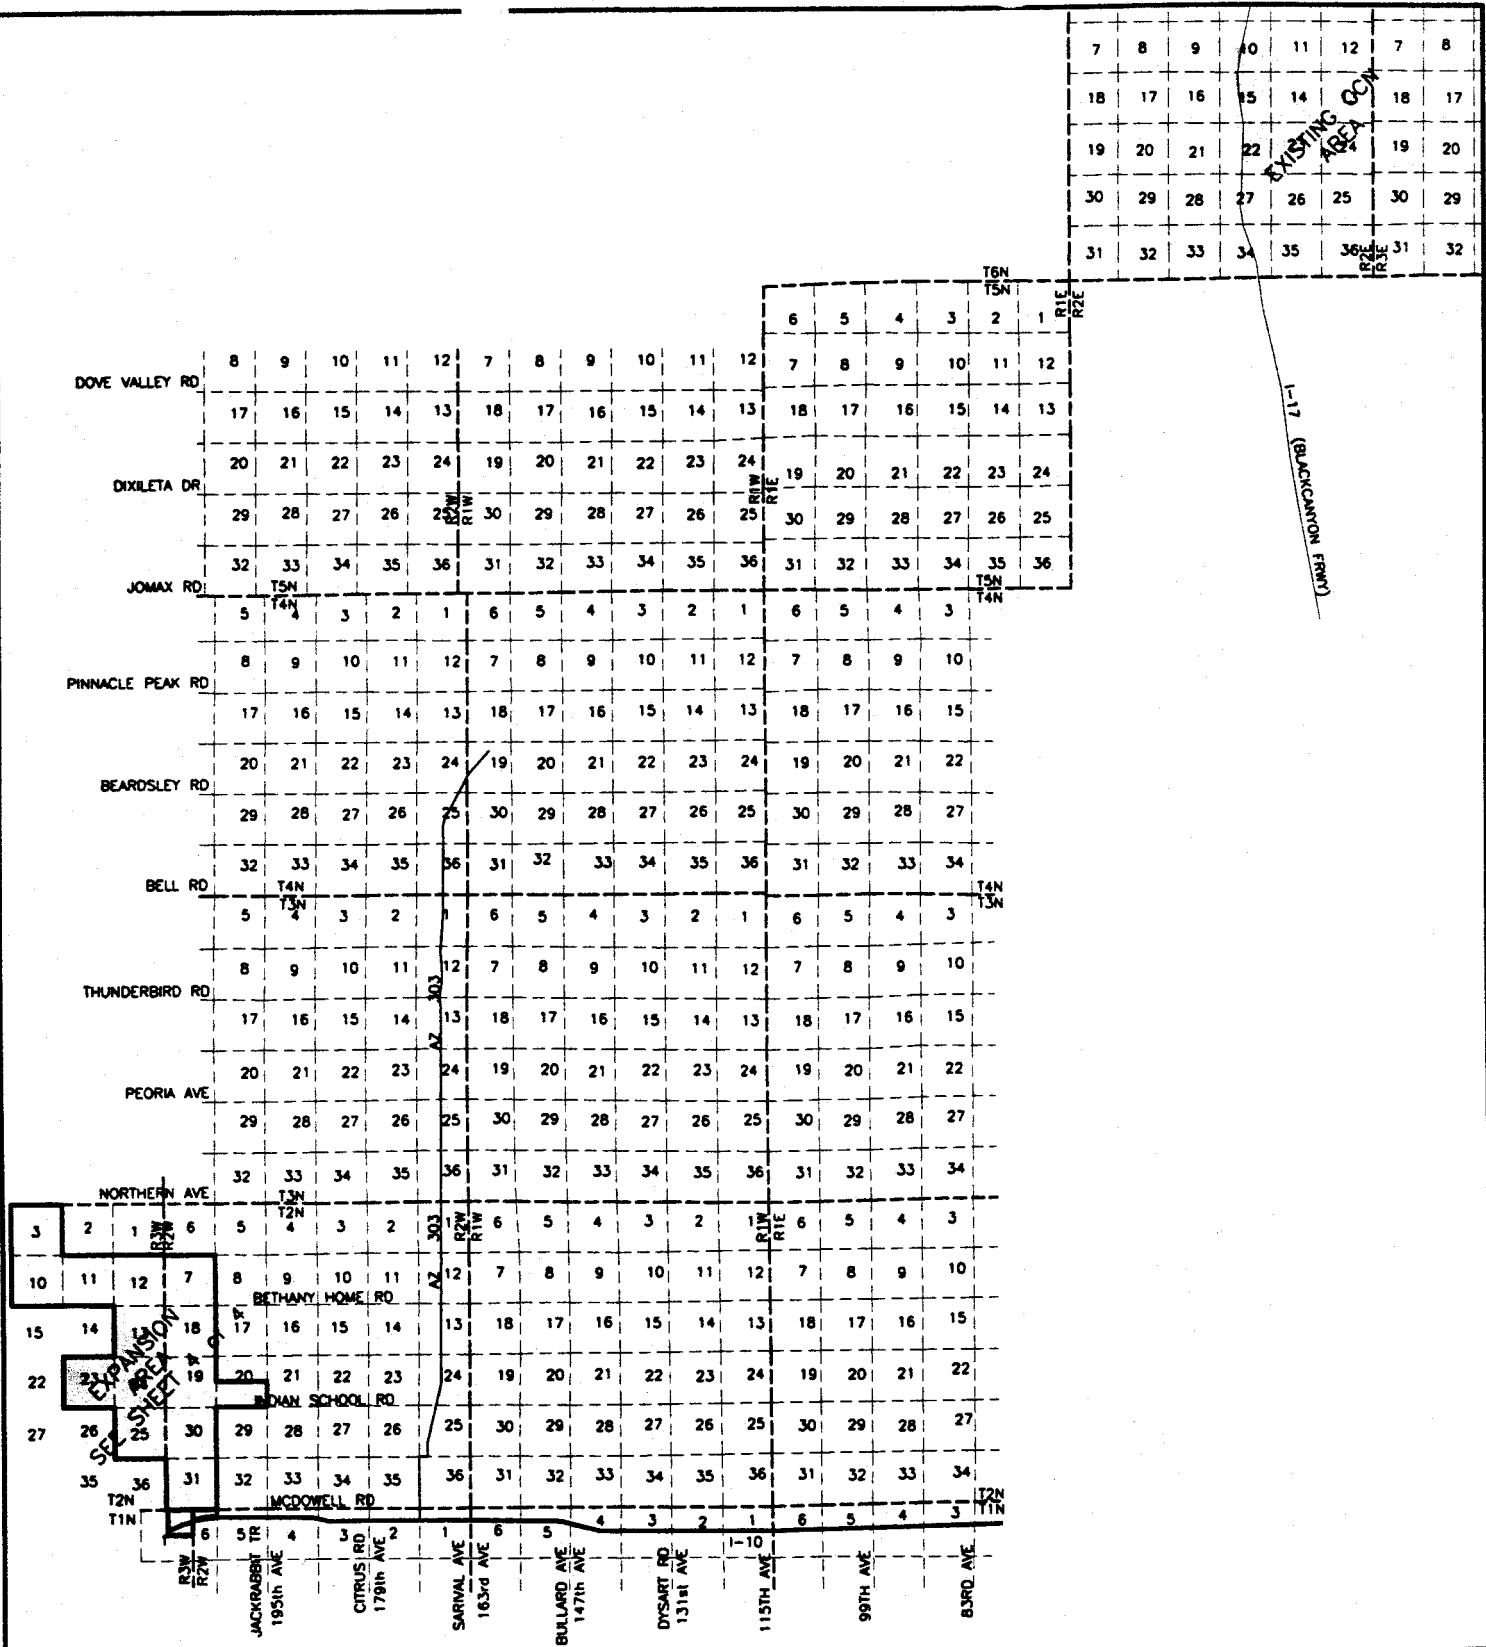 7 8 9 10 11 12 7 8
18 17 16 15 14 18 17
EXISTING CCN
AREA
19 20 21 22 24 19 20
30 29 28 27 26 25 30 29
31 32 33 34 35 36 R2E R3E 31 32
T6N
T5N
R1E
R2E
6 5 4 3 2 1
I-17 (BLACKCANYON FRWY)
8 9 10 11 12 7 8 9 10 11 12 7 8 9 10 11 12
DOVE VALLEY RD
17 16 15 14 13 18 17 16 15 14 13 18 17 16 15 14 13
20 21 22 23 24 19 20 21 22 23 24 19 20 21 22 23 24
DIXILETA DR
R2W R1W
R1W R1E
29 28 27 26 25 30 29 28 27 26 25 30 29 28 27 26 25
32 33 34 35 36 31 32 33 34 35 36 31 32 33 34 35 36
JOMAX RD
T5N T5N
T4N T4N
5 4 3 2 1 6 5 4 3 2 1 6 5 4 3
8 9 10 11 12 7 8 9 10 11 12 7 8 9 10
PINNACLE PEAK RD
17 16 15 14 13 18 17 16 15 14 13 18 17 16 15
20 21 22 23 24 19 20 21 22 23 24 19 20 21 22
BEARDSLEY RD
29 28 27 26 25 30 29 28 27 26 25 30 29 28 27
32 33 34 35 36 31 32 33 34 35 36 31 32 33 34
BELL RD
T4N T4N
T3N T3N
5 4 3 2 1 6 5 4 3 2 1 6 5 4 3
8 9 10 11 12 7 8 9 10 11 12 7 8 9 10
THUNDERBIRD RD
AZ 303
17 16 15 14 13 18 17 16 15 14 13 18 17 16 15
20 21 22 23 24 19 20 21 22 23 24 19 20 21 22
PEORIA AVE
29 28 27 26 25 30 29 28 27 26 25 30 29 28 27
32 33 34 35 36 31 32 33 34 35 36 31 32 33 34
NORTHERN AVE
T3N
T2N
3 2 1 R3W R2W 6 5 4 3 2 1 R2W R1W 6 5 4 3 2 1 R1W R1E 6 5 4 3
AZ 303
10 11 12 7 8 9 10 11 12 7 8 9 10 11 12 7 8 9 10
BETHANY HOME RD
15 14 18 17 16 15 14 13 18 17 16 15 14 13 18 17 16 15
EXPANSION
AREA
SEE SHEET 4 OF 4
22 23 19 20 21 22 23 24 19 20 21 22 23 24 19 20 21 22
INDIAN SCHOOL RD
27 26 25 30 29 28 27 26 25 30 29 28 27 26 25 30 29 28 27
35 36 31 32 33 34 35 36 31 32 33 34 35 36 31 32 33 34
MCDOWELL RD
T2N T2N
T1N T1N
6 5 4 3 2 1 6 5 4 3 2 1 6 5 4 3
I-10
R3W
R2W
JACKRABBIT TR
195th AVE
CITRUS RD
179th AVE
SARIVAL AVE
163rd AVE
BULLARD AVE
147th AVE
DYSART RD
131st AVE
115TH AVE
99TH AVE
83RD AVE